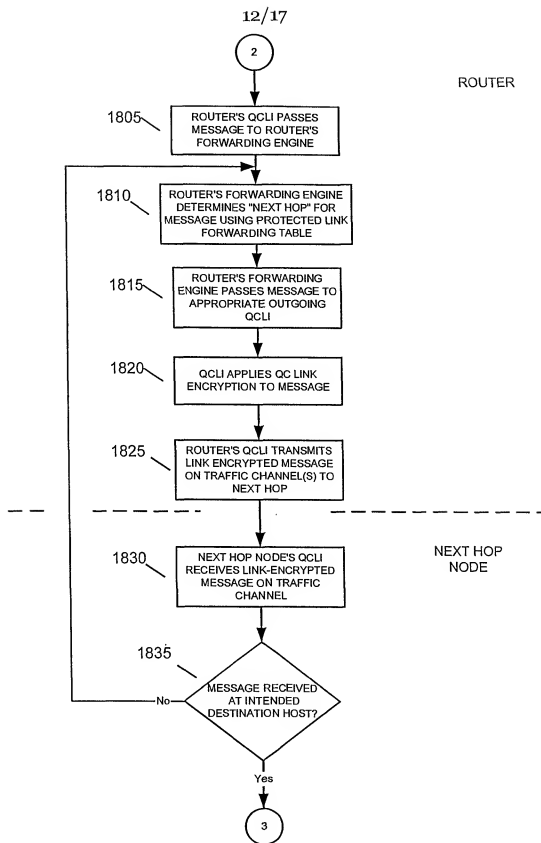 12/17
2
ROUTER
1805
ROUTER'S QCLI PASSES
MESSAGE TO ROUTER'S
FORWARDING ENGINE
1810
ROUTER'S FORWARDING ENGINE
DETERMINES "NEXT HOP" FOR
MESSAGE USING PROTECTED LINK
FORWARDING TABLE
1815
ROUTER'S FORWARDING
ENGINE PASSES MESSAGE TO
APPROPRIATE OUTGOING
QCLI
1820
QCLI APPLIES QC LINK
ENCRYPTION TO MESSAGE
1825
ROUTER'S QCLI TRANSMITS
LINK ENCRYPTED MESSAGE
ON TRAFFIC CHANNEL(S) TO
NEXT HOP
NEXT HOP
NODE
1830
NEXT HOP NODE'S QCLI
RECEIVES LINK-ENCRYPTED
MESSAGE ON TRAFFIC
CHANNEL
1835
MESSAGE RECEIVED
AT INTENDED
DESTINATION HOST?
No
Yes
3